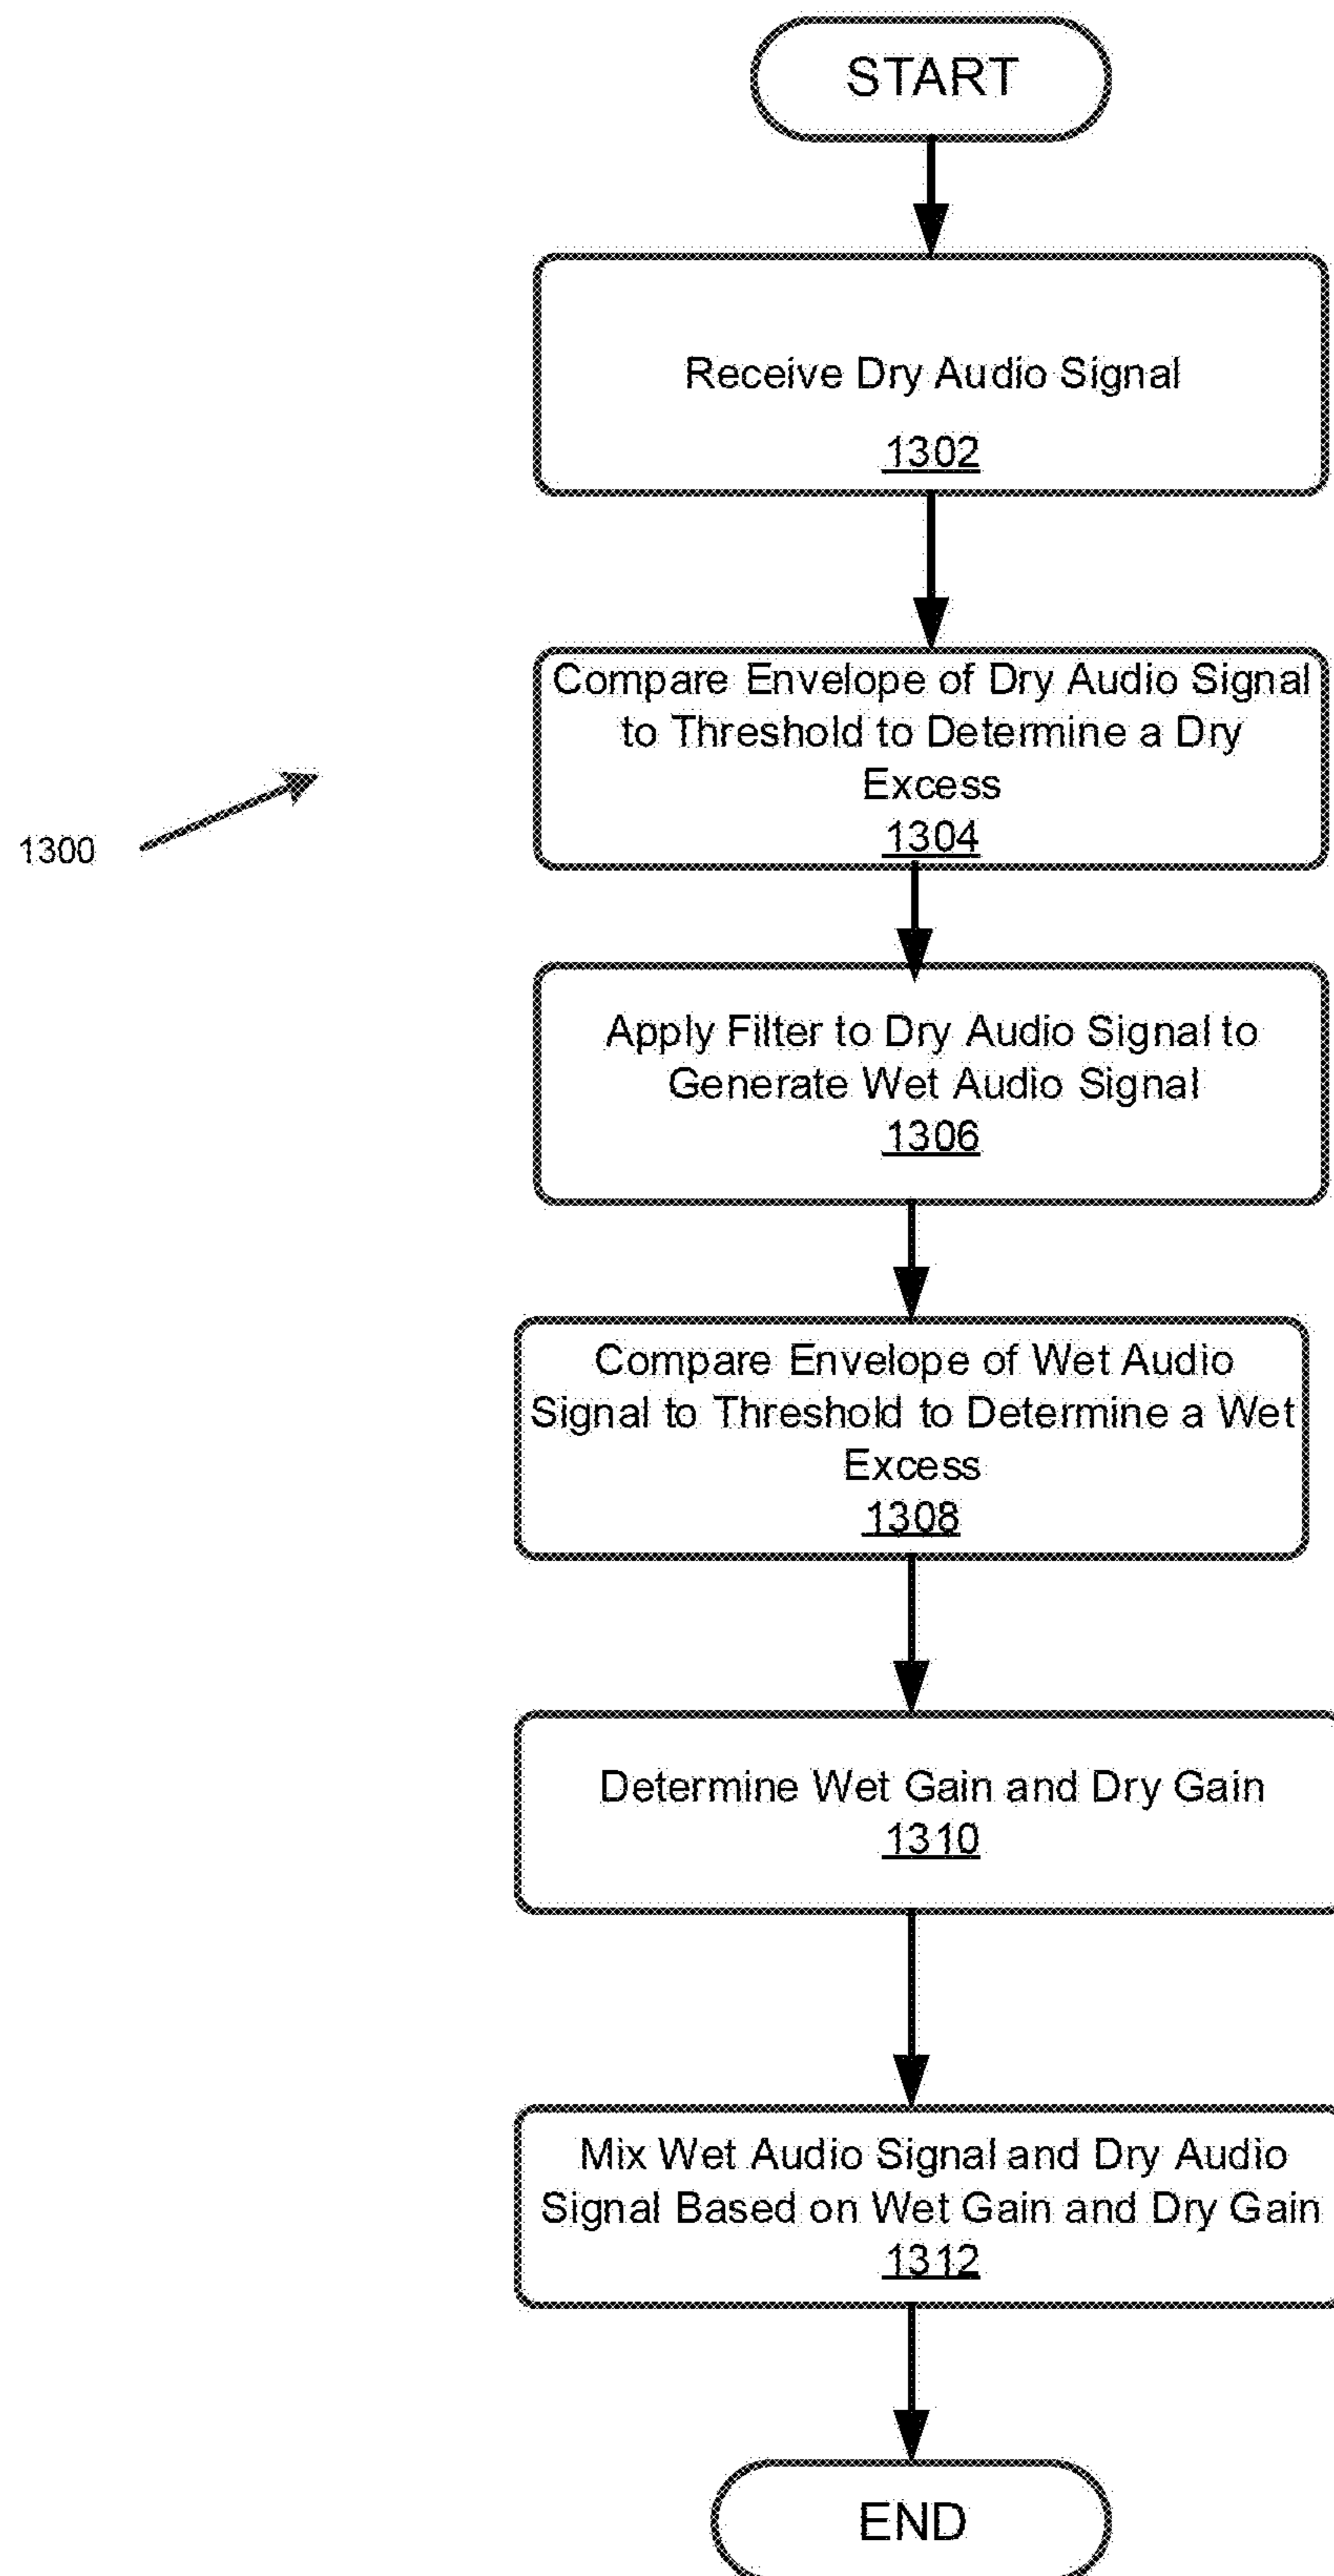 START
Receive Dry Audio Signal
1302
Compare Envelope of Dry Audio Signal
to Threshold to Determine a Dry
Excess
1304
1300
Apply Filter to Dry Audio Signal to
Generate Wet Audio Signal
1306
Compare Envelope of Wet Audio
Signal to Threshold to Determine a Wet
Excess
1308
Determine Wet Gain and Dry Gain
1310
Mix Wet Audio Signal and Dry Audio
Signal Based on Wet Gain and Dry Gain
1312
END